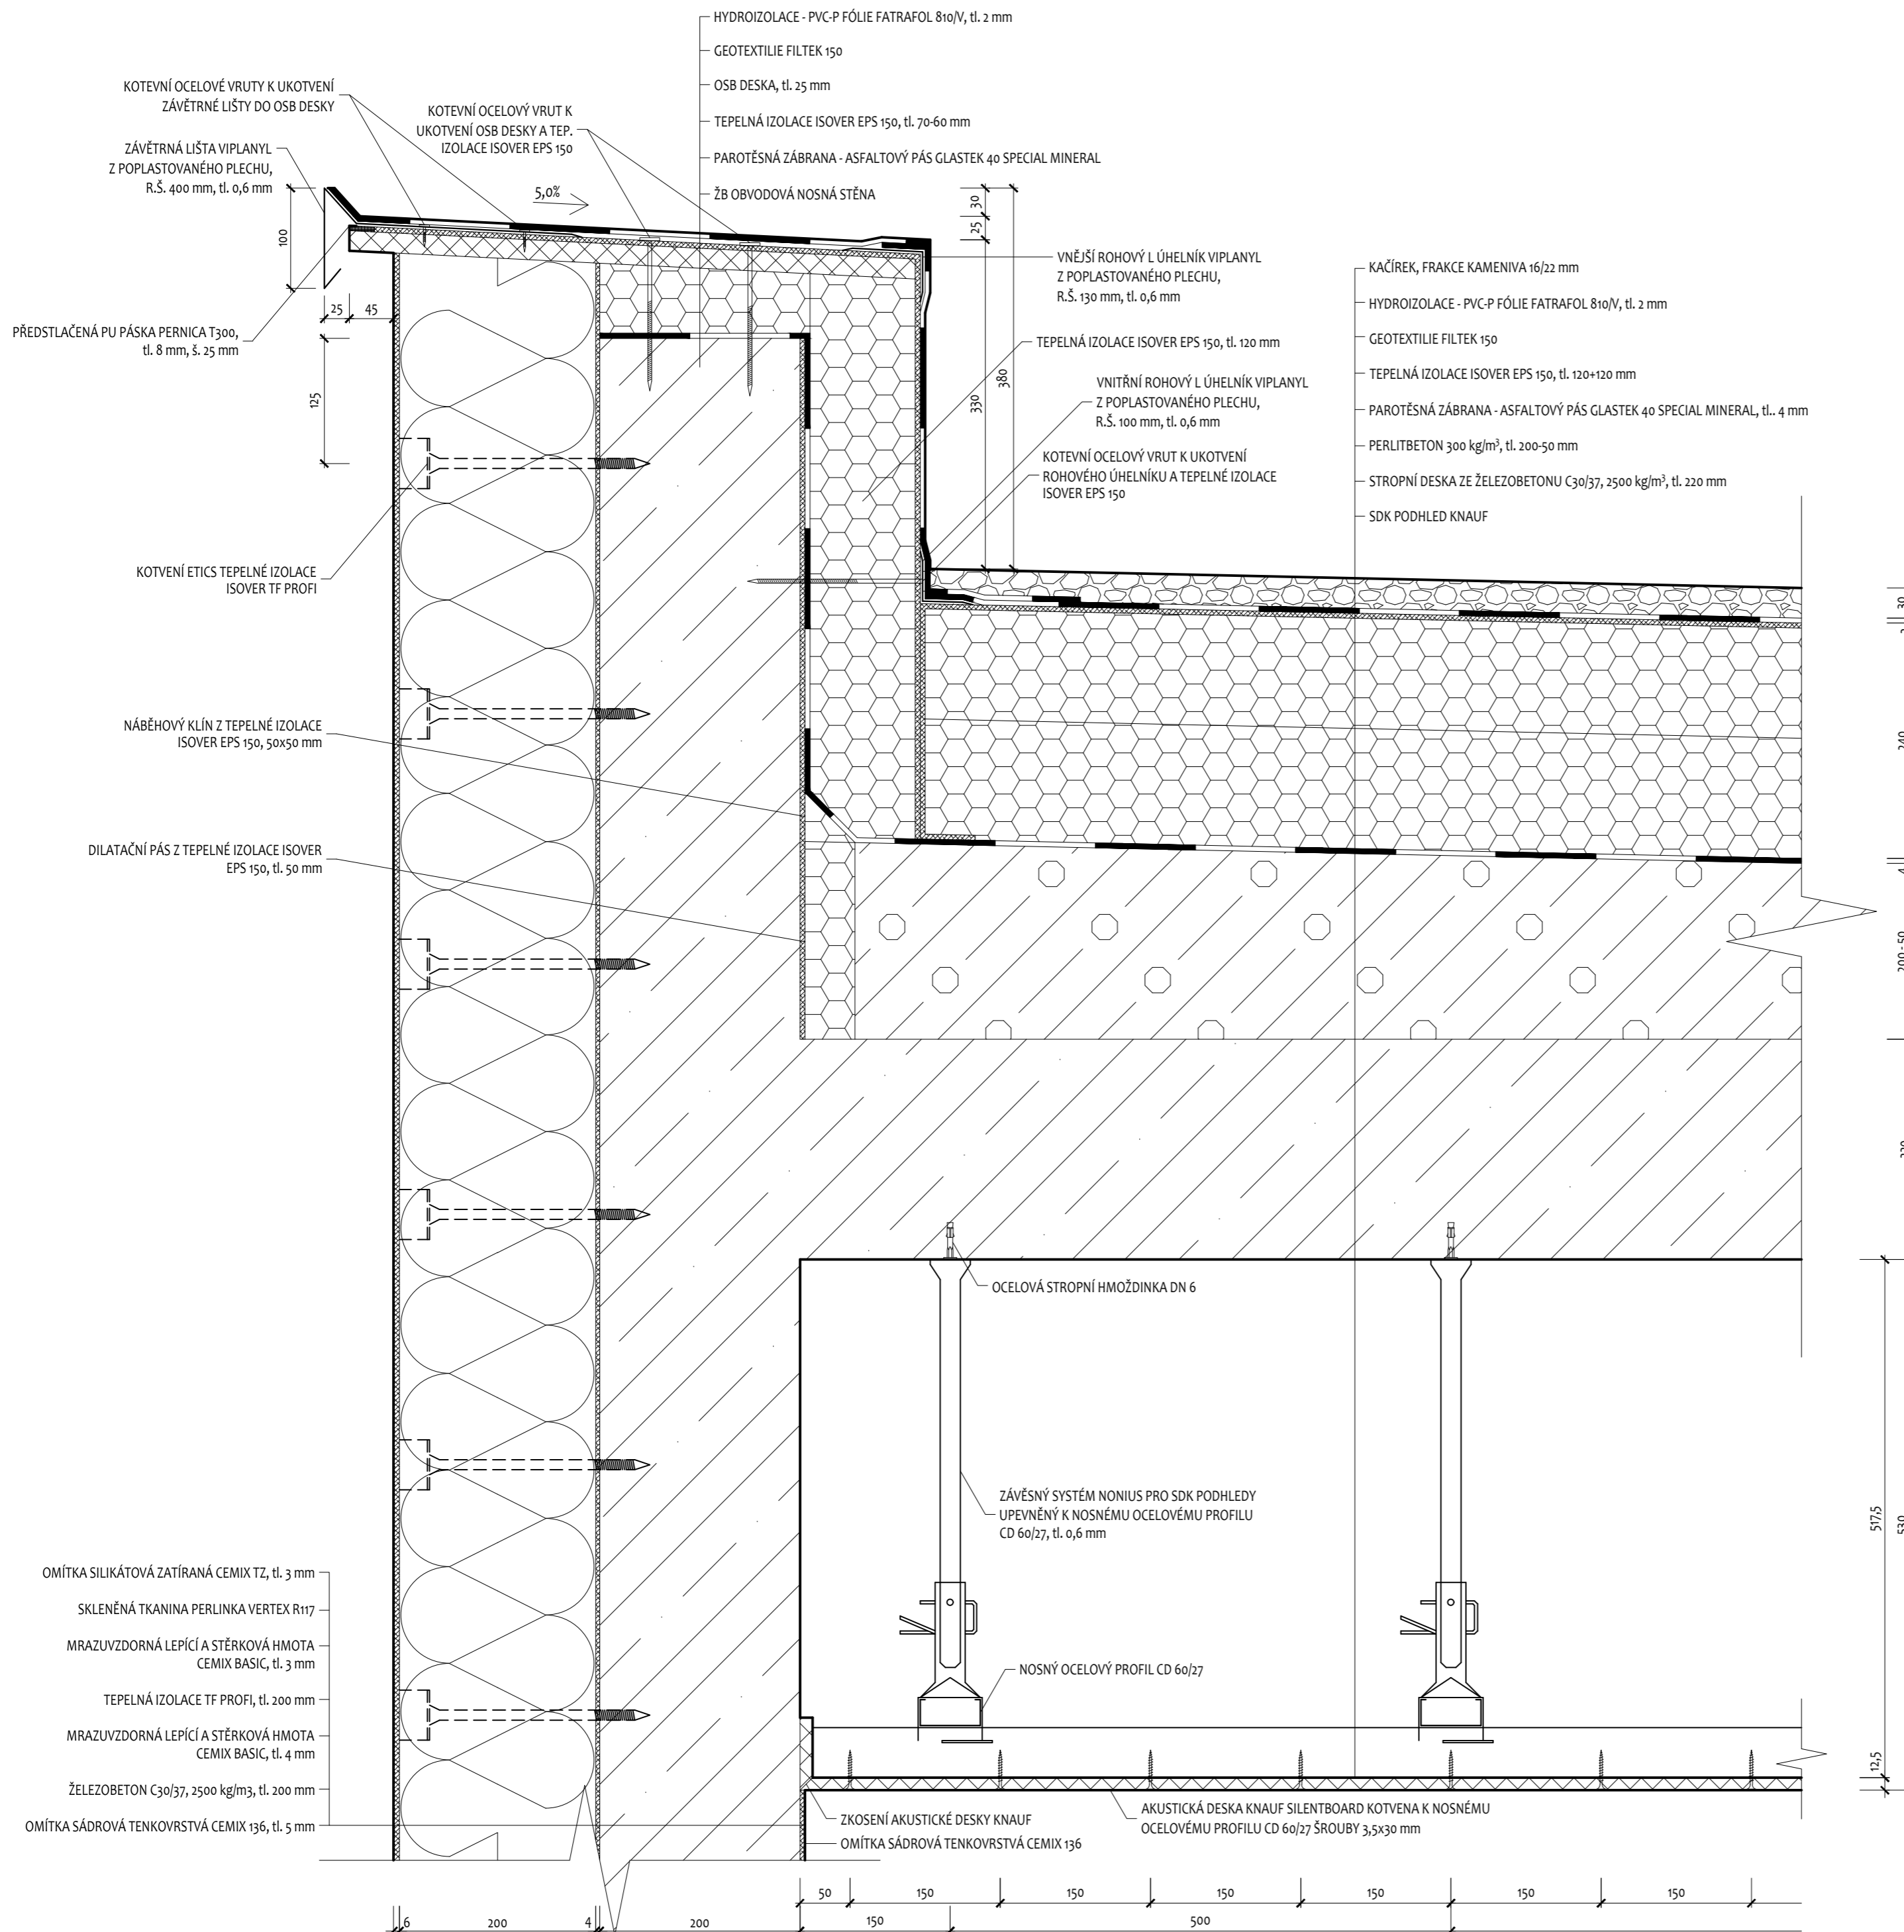 HYDROIZOLACE - PVC-P FÓLIE FATRAFOL 810/V, tl. 2 mm
GEOTEXTILIE FILTEK 150
OSB DESKA, tl. 25 mm
TEPELNÁ IZOLACE ISOVER EPS 150, tl. 70-60 mm
PAROTĚSNÁ ZÁBRANA - ASFALTOVÝ PÁS GLASTEK 40 SPECIAL MINERAL
ŽB OBVODOVÁ NOSNÁ STĚNA
KOTEVNÍ OCELOVÉ VRUTY K UKOTVENÍ
ZÁVĚTRNÉ LIŠTY DO OSB DESKY
KOTEVNÍ OCELOVÝ VRUT K
UKOTVENÍ OSB DESKY A TEP.
IZOLACE ISOVER EPS 150
ZÁVĚTRNÁ LIŠTA VIPLANYL
Z POPLASTOVANÉHO PLECHU,
R.Š. 400 mm, tl. 0,6 mm
5,0%
100
25
45
125
30
25
330
380
PŘEDSTLAČENÁ PU PÁSKA PERNICA T300,
tl. 8 mm, š. 25 mm
VNĚJŠÍ ROHOVÝ L ÚHELNÍK VIPLANYL
Z POPLASTOVANÉHO PLECHU,
R.Š. 130 mm, tl. 0,6 mm
TEPELNÁ IZOLACE ISOVER EPS 150, tl. 120 mm
VNITŘNÍ ROHOVÝ L ÚHELNÍK VIPLANYL
Z POPLASTOVANÉHO PLECHU,
R.Š. 100 mm, tl. 0,6 mm
KOTEVNÍ OCELOVÝ VRUT K UKOTVENÍ
ROHOVÉHO ÚHELNÍKU A TEPELNÉ IZOLACE
ISOVER EPS 150
KAČÍREK, FRAKCE KAMENIVA 16/22 mm
HYDROIZOLACE - PVC-P FÓLIE FATRAFOL 810/V, tl. 2 mm
GEOTEXTILIE FILTEK 150
TEPELNÁ IZOLACE ISOVER EPS 150, tl. 120+120 mm
PAROTĚSNÁ ZÁBRANA - ASFALTOVÝ PÁS GLASTEK 40 SPECIAL MINERAL, tl.. 4 mm
PERLITBETON 300 kg/m³, tl. 200-50 mm
STROPNÍ DESKA ZE ŽELEZOBETONU C30/37, 2500 kg/m³, tl. 220 mm
SDK PODHLED KNAUF
KOTVENÍ ETICS TEPELNÉ IZOLACE
ISOVER TF PROFI
NÁBĚHOVÝ KLÍN Z TEPELNÉ IZOLACE
ISOVER EPS 150, 50x50 mm
DILATAČNÍ PÁS Z TEPELNÉ IZOLACE ISOVER
EPS 150, tl. 50 mm
30
2
240
4
200-50
220
517,5
530
12,5
OCELOVÁ STROPNÍ HMOŽDINKA DN 6
ZÁVĚSNÝ SYSTÉM NONIUS PRO SDK PODHLEDY
UPEVNĚNÝ K NOSNÉMU OCELOVÉMU PROFILU
CD 60/27, tl. 0,6 mm
NOSNÝ OCELOVÝ PROFIL CD 60/27
OMÍTKA SILIKÁTOVÁ ZATÍRANÁ CEMIX TZ, tl. 3 mm
SKLENĚNÁ TKANINA PERLINKA VERTEX R117
MRAZUVZDORNÁ LEPÍCÍ A STĚRKOVÁ HMOTA
CEMIX BASIC, tl. 3 mm
TEPELNÁ IZOLACE TF PROFI, tl. 200 mm
MRAZUVZDORNÁ LEPÍCÍ A STĚRKOVÁ HMOTA
CEMIX BASIC, tl. 4 mm
ŽELEZOBETON C30/37, 2500 kg/m3, tl. 200 mm
OMÍTKA SÁDROVÁ TENKOVRSTVÁ CEMIX 136, tl. 5 mm
ZKOSENÍ AKUSTICKÉ DESKY KNAUF
OMÍTKA SÁDROVÁ TENKOVRSTVÁ CEMIX 136
AKUSTICKÁ DESKA KNAUF SILENTBOARD KOTVENA K NOSNÉMU
OCELOVÉMU PROFILU CD 60/27 ŠROUBY 3,5x30 mm
50 150 150 150 150 150 150
6 200 4 200 150 500